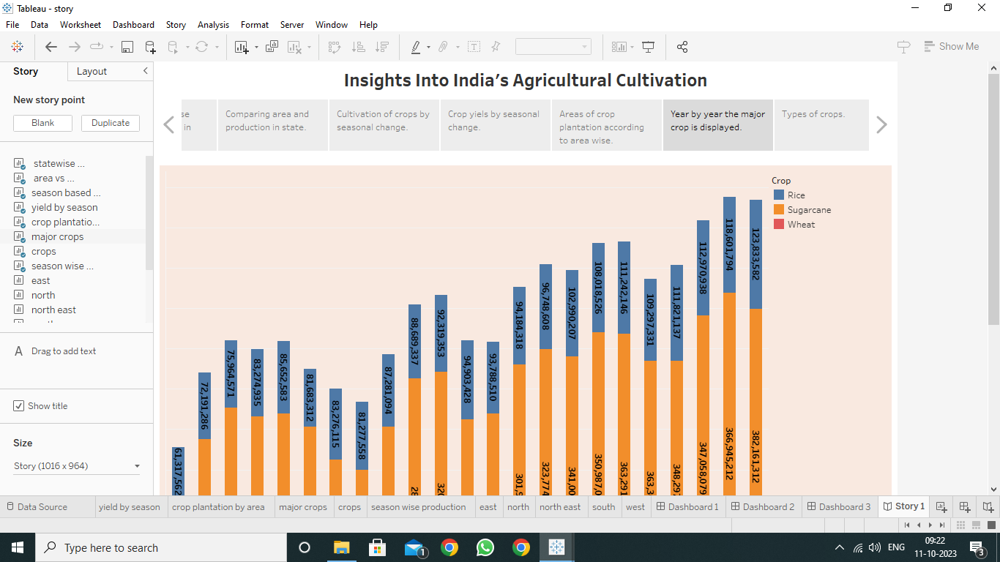 Tableau - story
File Data Worksheet Dashboard Story Analysis Format Server Window Help
Show Me
Story Layout
New story point
Blank Duplicate
statewise ...
area vs ...
season based ...
yield by season
crop plantatio...
major crops
crops
season wise ...
east
north
north east
A Drag to add text
Show title
Size
Story (1016 x 964)
Insights Into India's Agricultural Cultivation
se
in
Comparing area and
production in state.
Cultivation of crops by
seasonal change.
Crop yiels by seasonal
change.
Areas of crop
plantation according
to area wise.
Year by year the major
crop is displayed.
Types of crops.
Crop
Rice
Sugarcane
Wheat
61,317,562
72,191,286
75,964,571
83,274,935
85,652,583
81,683,312
83,276,115
81,277,558
87,281,094
88,689,337
28
92,319,353
320
94,903,428
93,788,510
94,184,318
301,9
96,748,608
323,774
102,990,207
341,00
108,018,526
350,987,0
111,242,146
363,291
109,297,331
363,3
111,821,137
348,297
112,970,938
347,058,079
118,601,794
366,945,212
123,833,582
382,161,312
Data Source yield by season crop plantation by area major crops crops season wise production east north north east south west Dashboard 1 Dashboard 2 Dashboard 3 Story 1
Type here to search
1
ENG
09:22
11-10-2023
3